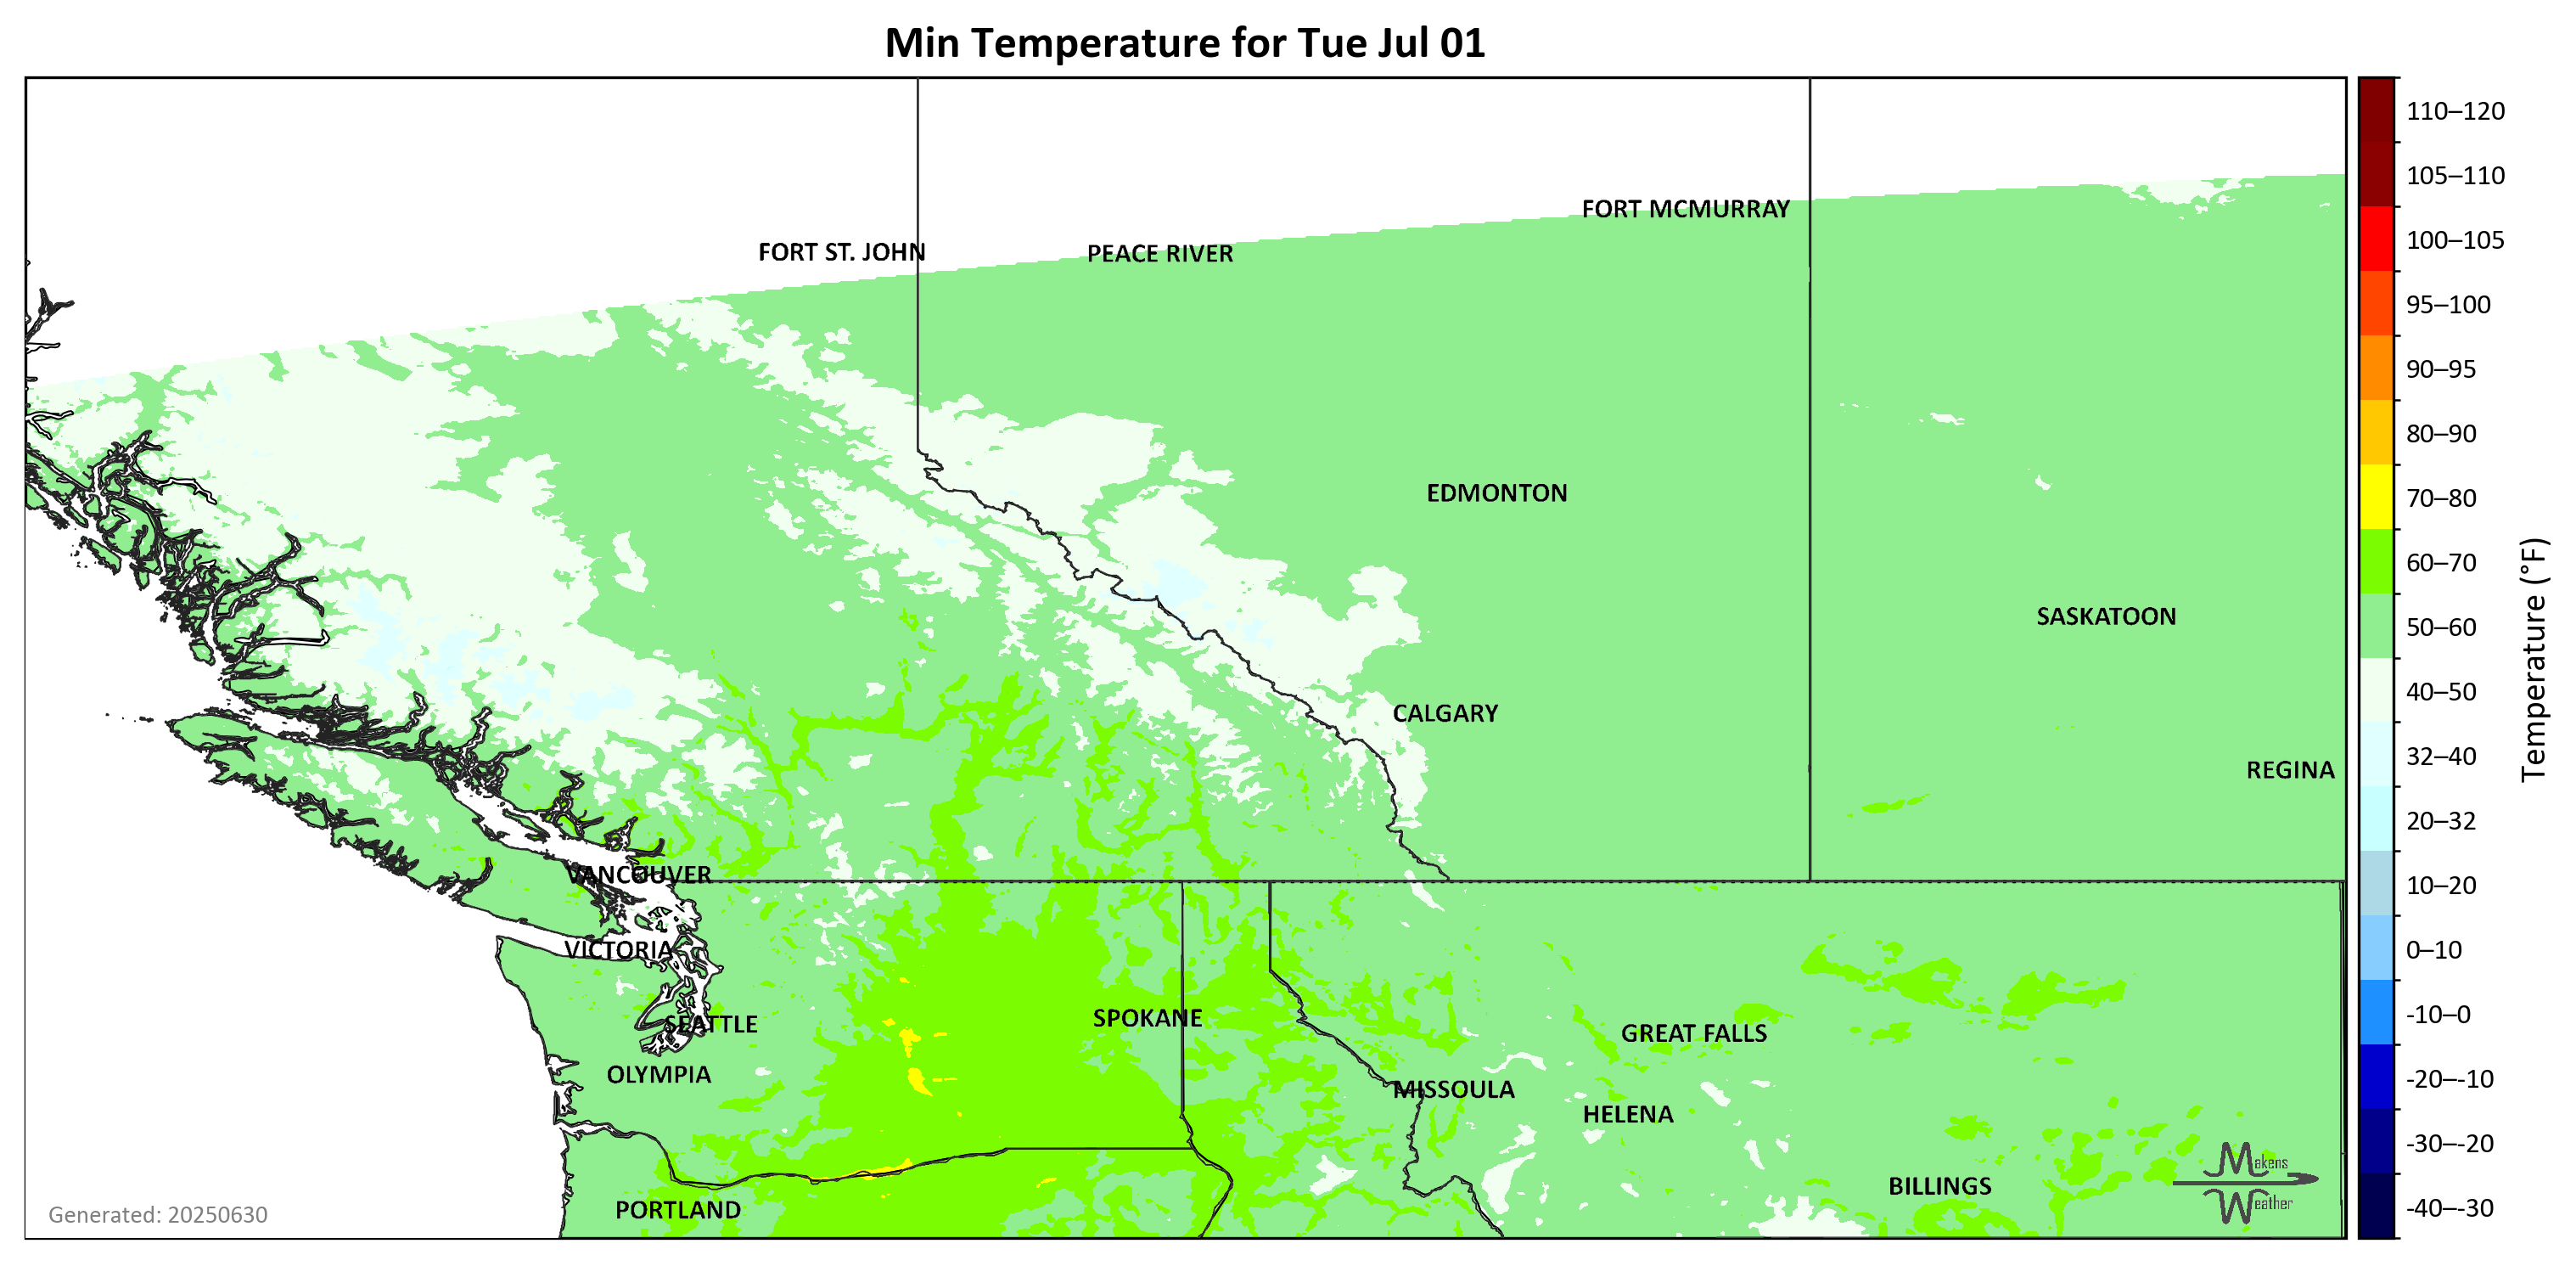 Min Temperature for Tue Jul 01
110–120
105–110
100–105
95–100
90–95
80–90
70–80
60–70
50–60
40–50
32–40
20–32
10–20
0–10
-10–0
-20–-10
-30–-20
-40–-30
Temperature (°F)
FORT MCMURRAY
FORT ST. JOHN
PEACE RIVER
EDMONTON
SASKATOON
CALGARY
REGINA
VANCOUVER
VICTORIA
SPOKANE
SEATTLE
GREAT FALLS
OLYMPIA
MISSOULA
HELENA
BILLINGS
PORTLAND
Makens
Weather
Generated: 20250630